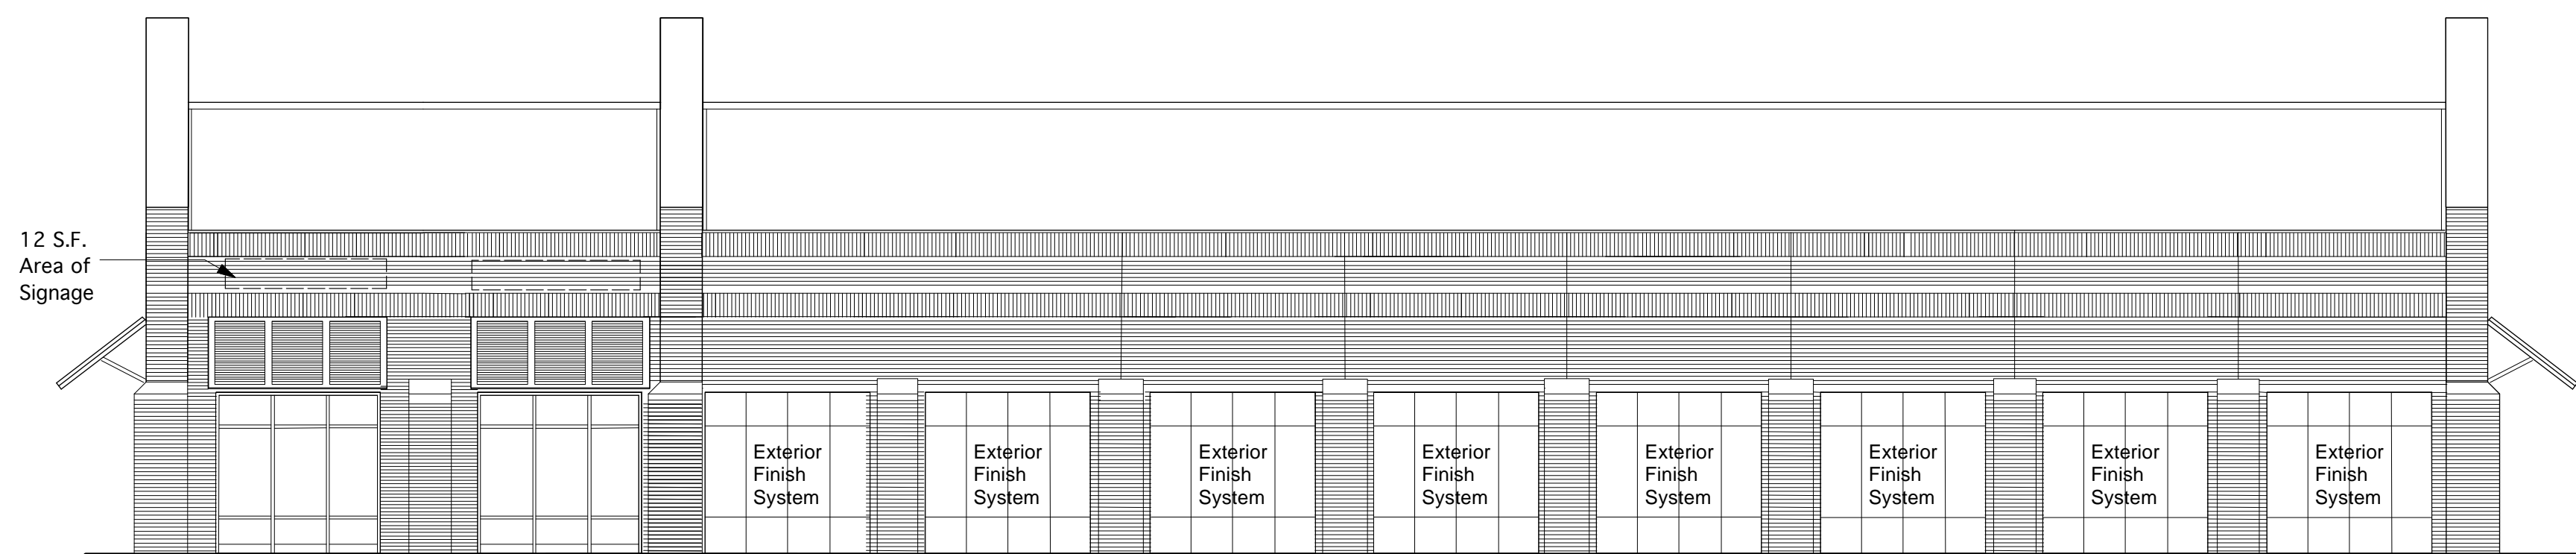 12 S.F.
Area of
Signage
Exterior
Finish
System
Exterior
Finish
System
Exterior
Finish
System
Exterior
Finish
System
Exterior
Finish
System
Exterior
Finish
System
Exterior
Finish
System
Exterior
Finish
System